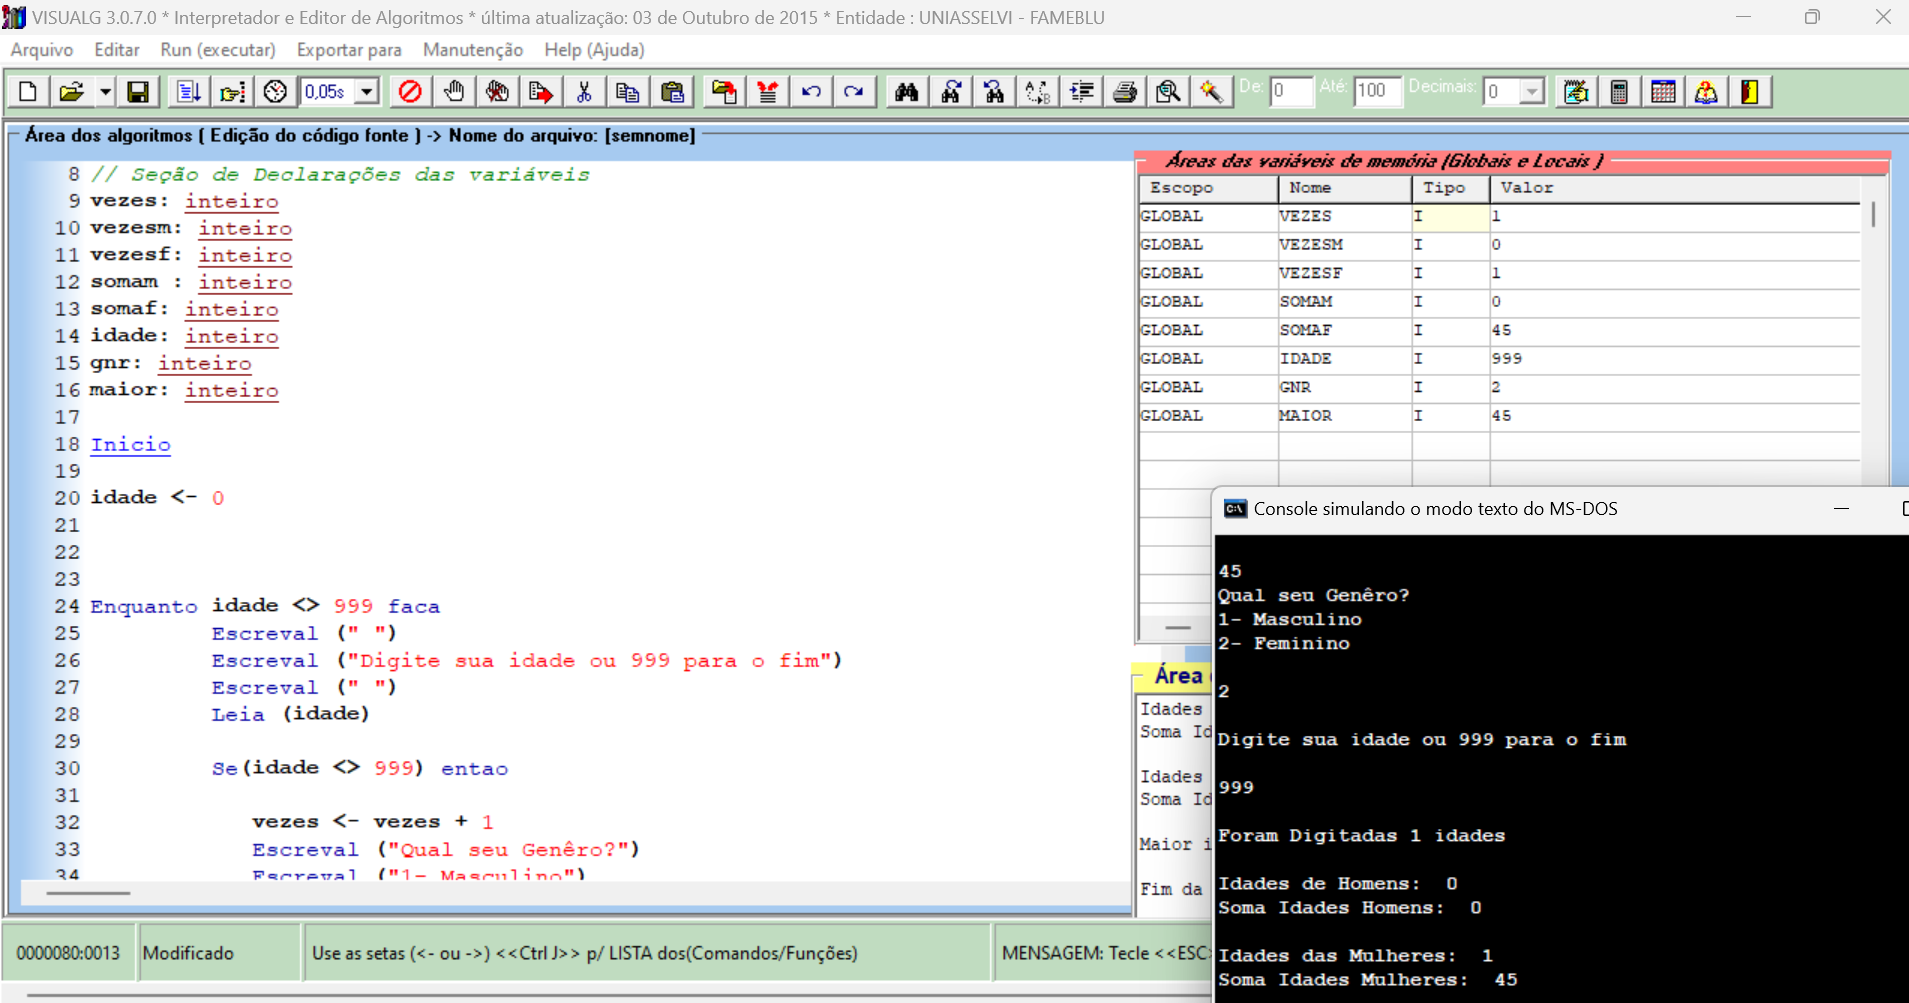 VISUALG 3.0.7.0 * Interpretador e Editor de Algoritmos * última atualização: 03 de Outubro de 2015 * Entidade : UNIASSELVI - FAMEBLU
Arquivo Editar Run (executar) Exportar para Manutenção Help (Ajuda)
0,05s De: 0 Até: 100 Decimais: 0
Área dos algoritmos ( Edição do código fonte ) -> Nome do arquivo: [semnome]
8 // Seção de Declarações das variáveis
9 vezes: inteiro
10 vezesm: inteiro
11 vezesf: inteiro
12 somam : inteiro
13 somaf: inteiro
14 idade: inteiro
15 gnr: inteiro
16 maior: inteiro
17
18 Inicio
19
20 idade <- 0
21
22
23
24 Enquanto idade <> 999 faca
25 Escreval (" ")
26 Escreval ("Digite sua idade ou 999 para o fim")
27 Escreval (" ")
28 Leia (idade)
29
30 Se(idade <> 999) entao
31
32 vezes <- vezes + 1
33 Escreval ("Qual seu Genêro?")
34 Escreval ("1- Masculino")
Áreas das variáveis de memória (Globais e Locais )
Escopo Nome Tipo Valor
GLOBAL VEZES I 1
GLOBAL VEZESM I 0
GLOBAL VEZESF I 1
GLOBAL SOMAM I 0
GLOBAL SOMAF I 45
GLOBAL IDADE I 999
GLOBAL GNR I 2
GLOBAL MAIOR I 45
Área
Idades
Soma Id
Idades
Soma Id
Maior i
Fim da
Console simulando o modo texto do MS-DOS
45
Qual seu Genêro?
1- Masculino
2- Feminino
2
Digite sua idade ou 999 para o fim
999
Foram Digitadas 1 idades
Idades de Homens: 0
Soma Idades Homens: 0
Idades das Mulheres: 1
Soma Idades Mulheres: 45
0000080:0013 Modificado Use as setas (<- ou ->) <<Ctrl J>> p/ LISTA dos(Comandos/Funções) MENSAGEM: Tecle <<ESC>